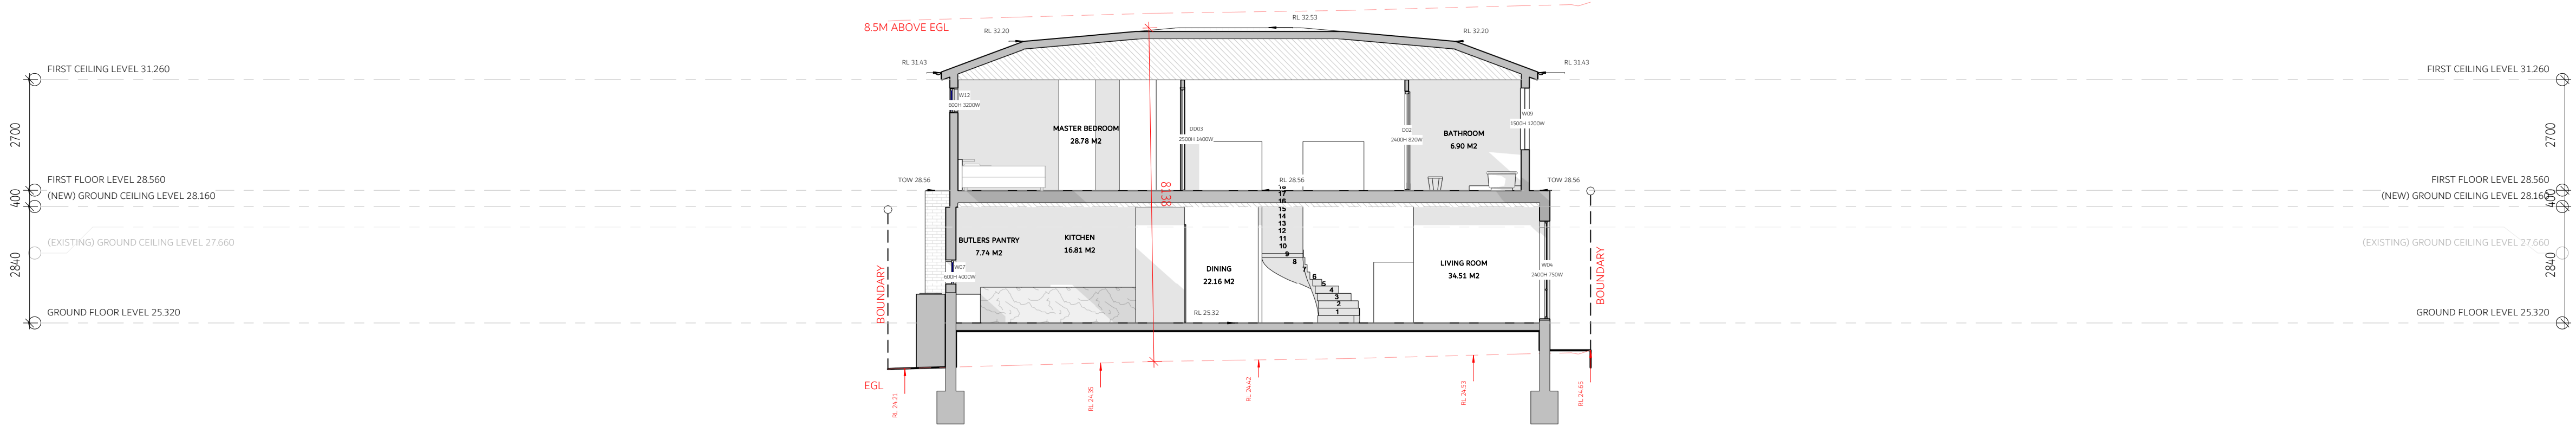 8.5M ABOVE EGL
RL 32.53
RL 32.20
RL 32.20
RL 31.43
RL 31.43
FIRST CEILING LEVEL 31.260
FIRST CEILING LEVEL 31.260
W12
600H 3200W
W09
1500H 1200W
MASTER BEDROOM
28.78 M2
DD03
2500H 1400W
D02
2400H 820W
BATHROOM
6.90 M2
2700
2700
FIRST FLOOR LEVEL 28.560
TOW 28.56
RL 28.56
TOW 28.56
FIRST FLOOR LEVEL 28.560
400
(NEW) GROUND CEILING LEVEL 28.160
8138
(NEW) GROUND CEILING LEVEL 28.160
400
17
16
15
14
13
12
11
10
9
8
7
6
5
4
3
2
1
(EXISTING) GROUND CEILING LEVEL 27.660
BUTLERS PANTRY
7.74 M2
KITCHEN
16.81 M2
(EXISTING) GROUND CEILING LEVEL 27.660
2840
2840
BOUNDARY
W07
600H 4000W
DINING
22.16 M2
LIVING ROOM
34.51 M2
W04
2400H 750W
BOUNDARY
GROUND FLOOR LEVEL 25.320
RL 25.32
GROUND FLOOR LEVEL 25.320
EGL
RL 24.21
RL 24.35
RL 24.42
RL 24.53
RL 24.65